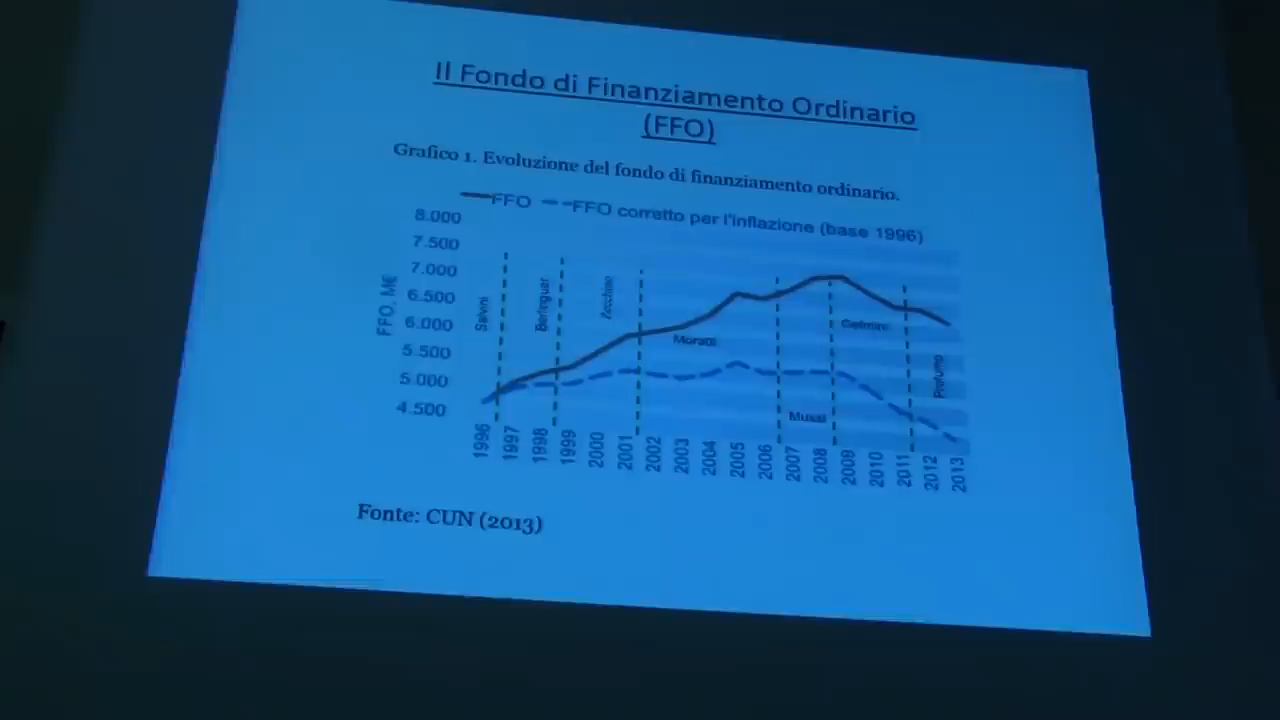 Il Fondo di Finanziamento Ordinario
(FFO)
Grafico 1. Evoluzione del fondo di finanziamento ordinario.
FFO FFO corretto per l'inflazione (base 1996)
FFO, M€
8.000
7.500
7.000
6.500
6.000
5.500
5.000
4.500
Salvini
Berlinguer
Zecchino
Moratti
Mussi
Gelmini
Profumo
1996 1997 1998 1999 2000 2001 2002 2003 2004 2005 2006 2007 2008 2009 2010 2011 2012 2013
Fonte: CUN (2013)